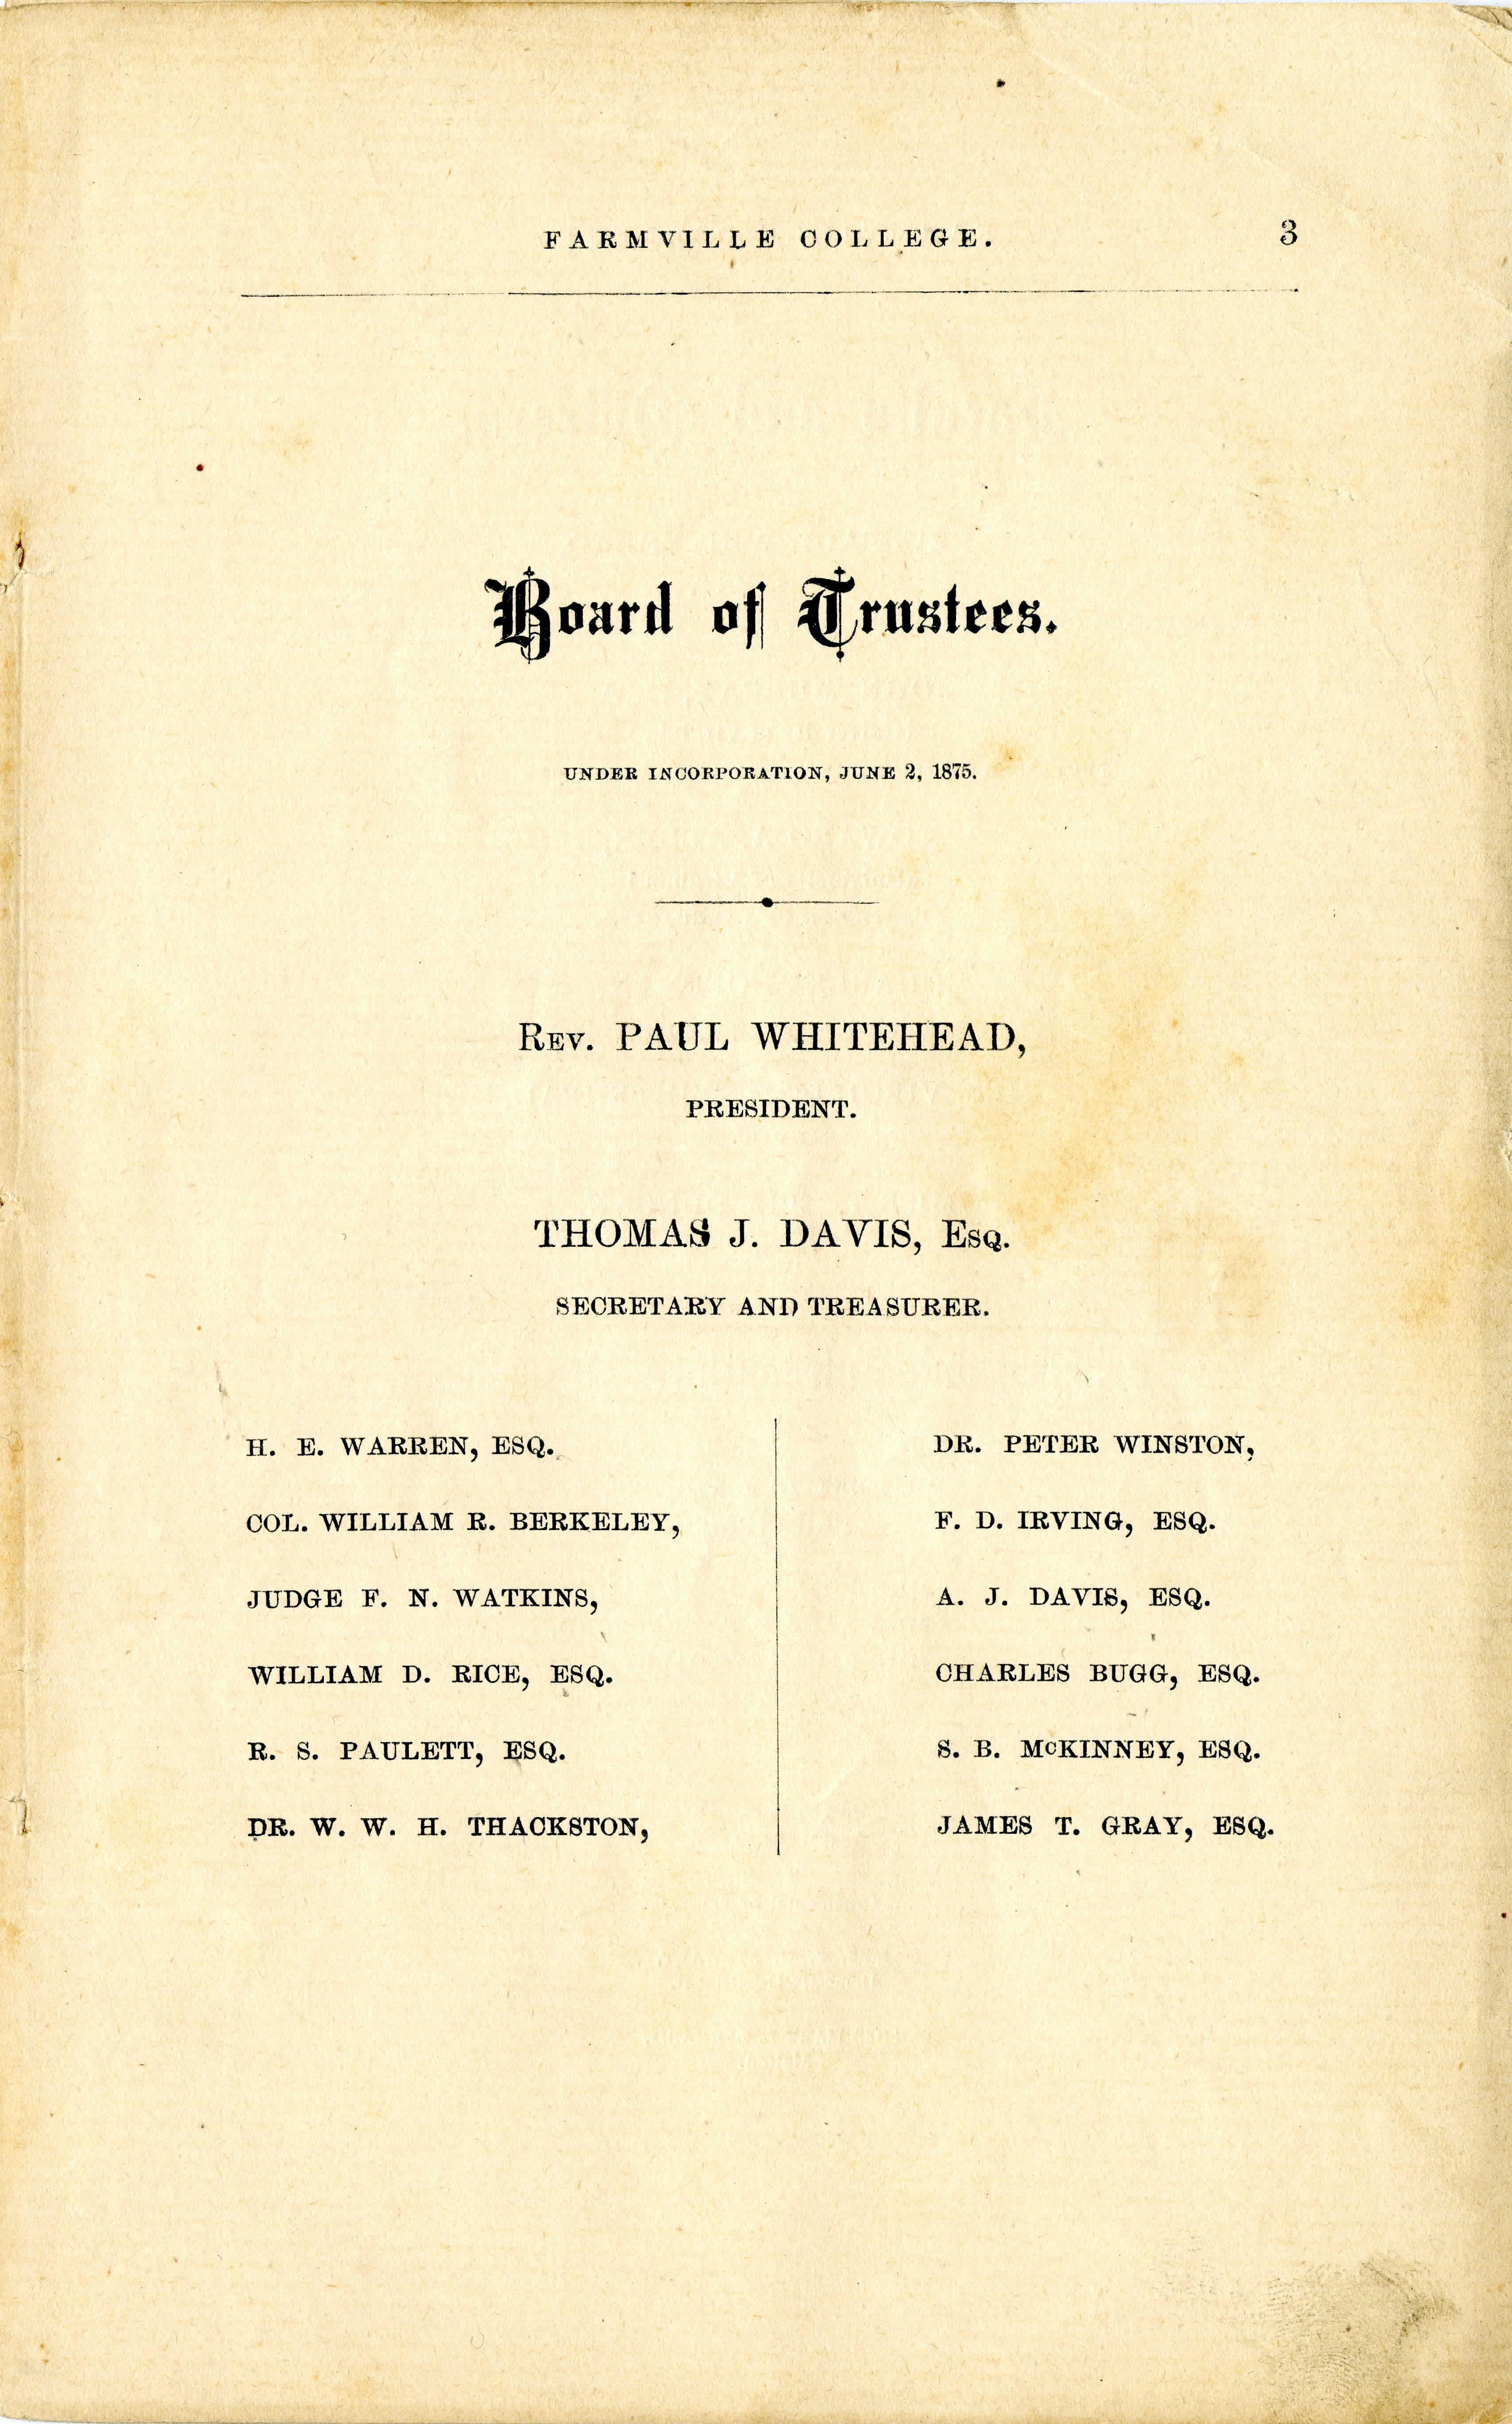 FARMVILLE COLLEGE. 3
Board of Trustees.
UNDER INCORPORATION, JUNE 2, 1875.
REV. PAUL WHITEHEAD,
PRESIDENT.
THOMAS J. DAVIS, ESQ.
SECRETARY AND TREASURER.
H. E. WARREN, ESQ.
COL. WILLIAM R. BERKELEY,
JUDGE F. N. WATKINS,
WILLIAM D. RICE, ESQ.
R. S. PAULETT, ESQ.
DR. W. W. H. THACKSTON,
DR. PETER WINSTON,
F. D. IRVING, ESQ.
A. J. DAVIS, ESQ.
CHARLES BUGG, ESQ.
S. B. McKINNEY, ESQ.
JAMES T. GRAY, ESQ.